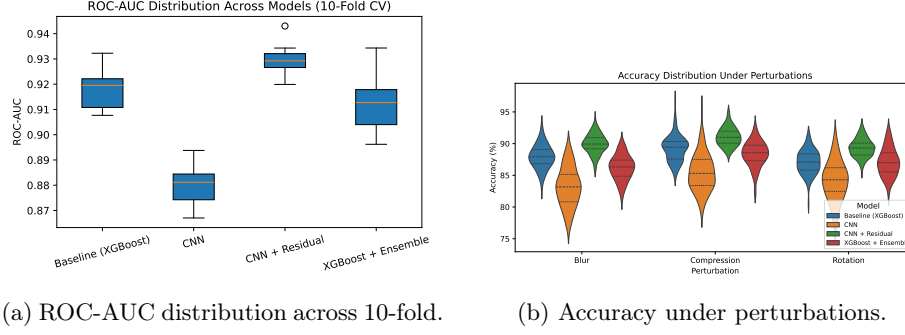 ROC-AUC Distribution Across Models (10-Fold CV)
0.94
0.93
0.92
0.91
0.90
0.89
0.88
0.87
ROC-AUC
Baseline (XGBoost)
CNN
CNN + Residual
XGBoost + Ensemble
(a) ROC-AUC distribution across 10-fold.
Accuracy Distribution Under Perturbations
95
90
85
80
75
Accuracy (%)
Model
Baseline (XGBoost)
CNN
CNN + Residual
XGBoost + Ensemble
Blur
Compression
Rotation
Perturbation
(b) Accuracy under perturbations.